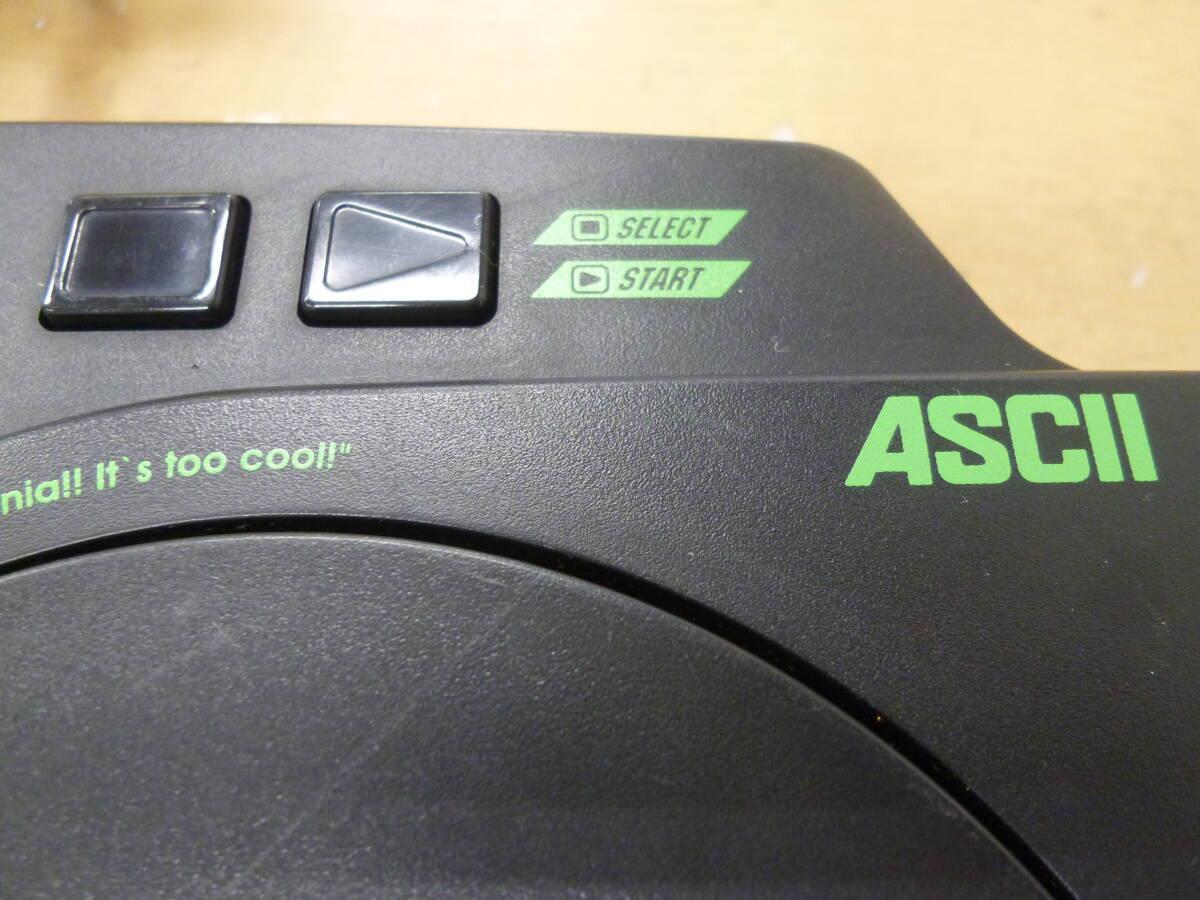 SELECT
START
ASCII
nia!! It`s too cool!"